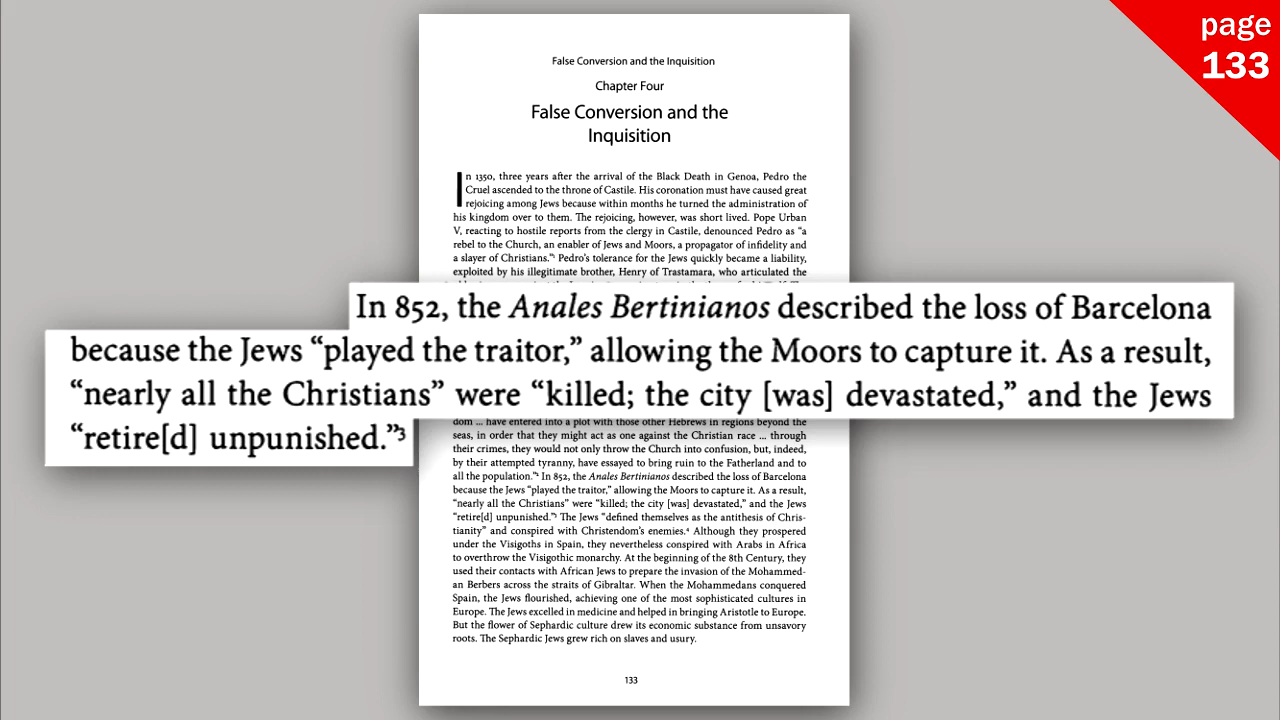 page
133
False Conversion and the Inquisition
Chapter Four
False Conversion and the
Inquisition
In 1350, three years after the arrival of the Black Death in Genoa, Pedro the
Cruel ascended to the throne of Castile. His coronation must have caused great
rejoicing among Jews because within months he turned the administration of
his kingdom over to them. The rejoicing, however, was short lived. Pope Urban
V, reacting to hostile reports from the clergy in Castile, denounced Pedro as “a
rebel to the Church, an enabler of Jews and Moors, a propagator of infidelity and
a slayer of Christians.”¹ Pedro’s tolerance for the Jews quickly became a liability,
exploited by his illegitimate brother, Henry of Trastamara, who articulated the
In 852, the Anales Bertinianos described the loss of Barcelona
because the Jews “played the traitor,” allowing the Moors to capture it. As a result,
“nearly all the Christians” were “killed; the city [was] devastated,” and the Jews
“retire[d] unpunished.”³
dom ... have entered into a plot with those other Hebrews in regions beyond the
seas, in order that they might act as one against the Christian race ... through
their crimes, they would not only throw the Church into confusion, but, indeed,
by their attempted tyranny, have essayed to bring ruin to the Fatherland and to
all the population.”² In 852, the Anales Bertinianos described the loss of Barcelona
because the Jews “played the traitor,” allowing the Moors to capture it. As a result,
“nearly all the Christians” were “killed; the city [was] devastated,” and the Jews
“retire[d] unpunished.”³ The Jews “defined themselves as the antithesis of Chris-
tianity” and conspired with Christendom’s enemies.⁴ Although they prospered
under the Visigoths in Spain, they nevertheless conspired with Arabs in Africa
to overthrow the Visigothic monarchy. At the beginning of the 8th Century, they
used their contacts with African Jews to prepare the invasion of the Mohammed-
an Berbers across the straits of Gibraltar. When the Mohammedans conquered
Spain, the Jews flourished, achieving one of the most sophisticated cultures in
Europe. The Jews excelled in medicine and helped in bringing Aristotle to Europe.
But the flower of Sephardic culture drew its economic substance from unsavory
roots. The Sephardic Jews grew rich on slaves and usury.
133